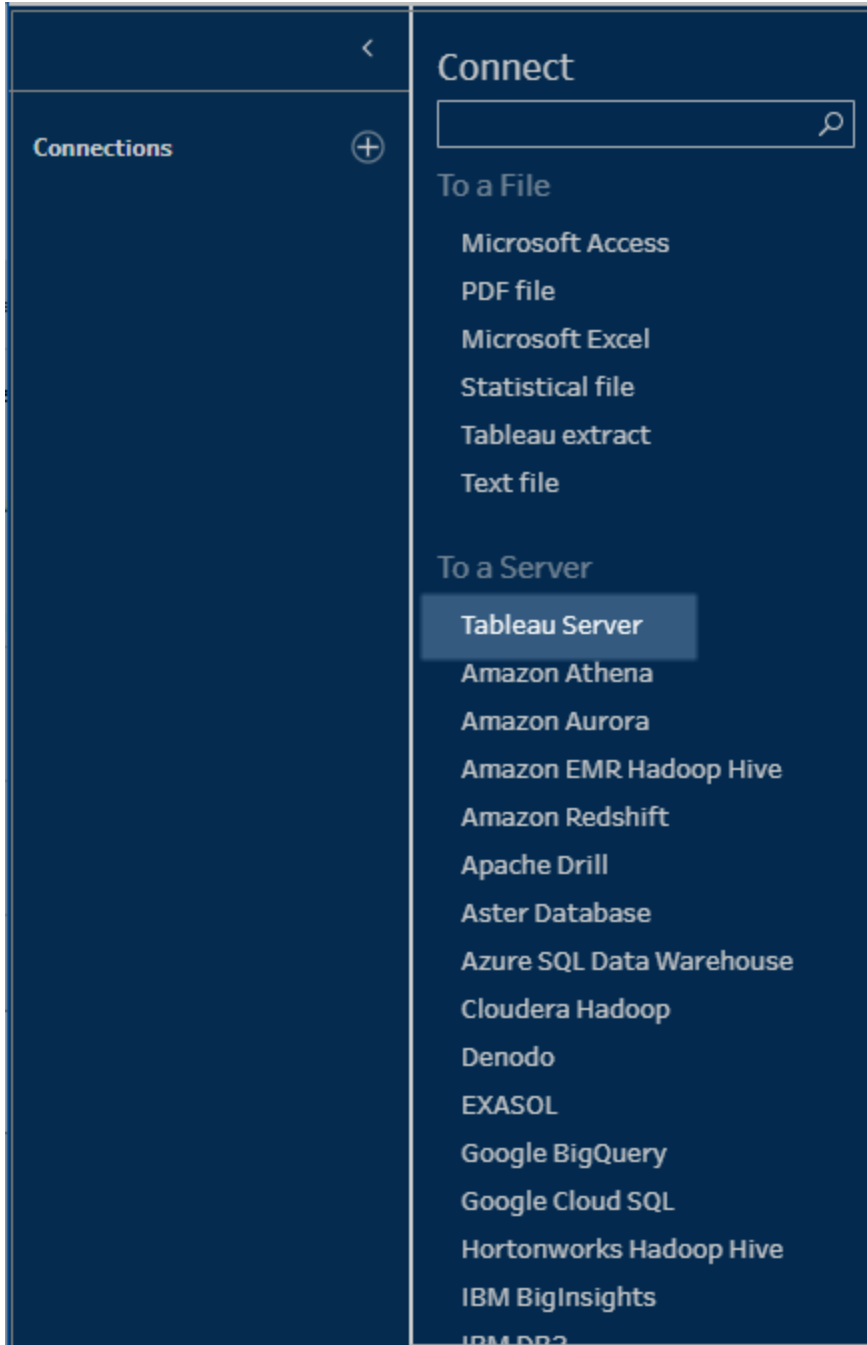 Connect
Connections
To a File
Microsoft Access
PDF file
Microsoft Excel
Statistical file
Tableau extract
Text file
To a Server
Tableau Server
Amazon Athena
Amazon Aurora
Amazon EMR Hadoop Hive
Amazon Redshift
Apache Drill
Aster Database
Azure SQL Data Warehouse
Cloudera Hadoop
Denodo
EXASOL
Google BigQuery
Google Cloud SQL
Hortonworks Hadoop Hive
IBM BigInsights
IBM DB2